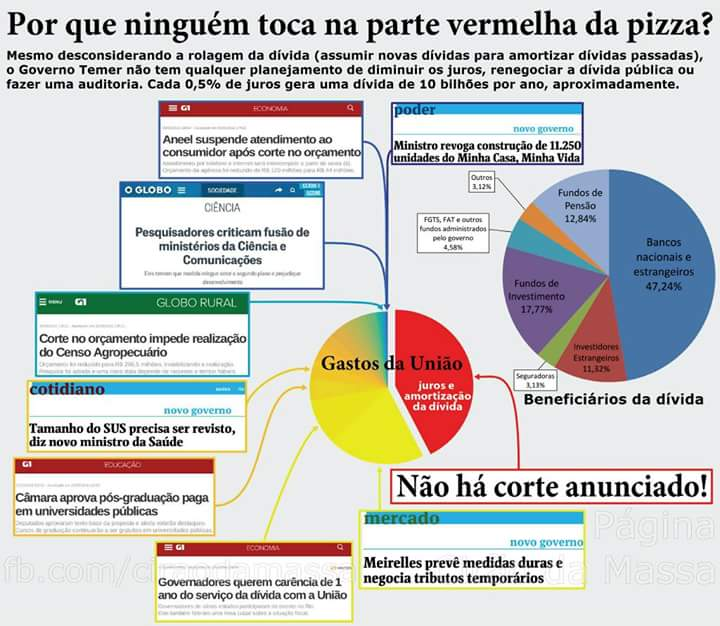 Por que ninguém toca na parte vermelha da pizza?
Mesmo desconsiderando a rolagem da dívida (assumir novas dívidas para amortizar dívidas passadas),
o Governo Temer não tem qualquer planejamento de diminuir os juros, renegociar a dívida pública ou
fazer uma auditoria. Cada 0,5% de juros gera uma dívida de 10 bilhões por ano, aproximadamente.
G1 ECONOMIA
Aneel suspende atendimento ao
consumidor após corte no orçamento
poder
novo governo
Ministro revoga construção de 11.250
unidades do Minha Casa, Minha Vida
O GLOBO SOCIEDADE
CIÊNCIA
Pesquisadores criticam fusão de
ministérios da Ciência e
Comunicações
MENU G1 GLOBO RURAL
Corte no orçamento impede realização
do Censo Agropecuário
cotidiano
novo governo
Tamanho do SUS precisa ser revisto,
diz novo ministro da Saúde
G1 EDUCAÇÃO
Câmara aprova pós-graduação paga
em universidades públicas
G1 ECONOMIA
Governadores querem carência de 1
ano do serviço da dívida com a União
mercado
novo governo
Meirelles prevê medidas duras e
negocia tributos temporários
Gastos da União
juros e
amortização
da dívida
Não há corte anunciado!
Outros
3,12%
Fundos de
Pensão
12,84%
FGTS, FAT e outros
fundos administrados
pelo governo
4,58%
Bancos
nacionais e
estrangeiros
47,24%
Fundos de
Investimento
17,77%
Investidores
Estrangeiros
11,32%
Seguradoras
3,13%
Beneficiários da dívida
Página
da Massa